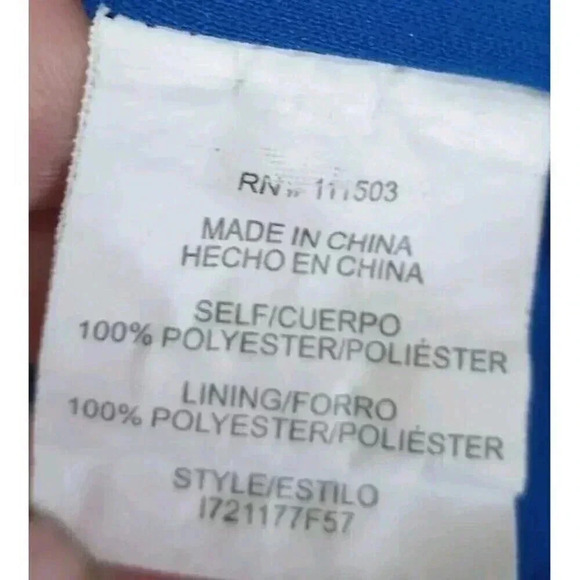 RN# 111503
MADE IN CHINA
HECHO EN CHINA
SELF/CUERPO
100% POLYESTER/POLIÉSTER
LINING/FORRO
100% POLYESTER/POLIÉSTER
STYLE/ESTILO
I721177F57